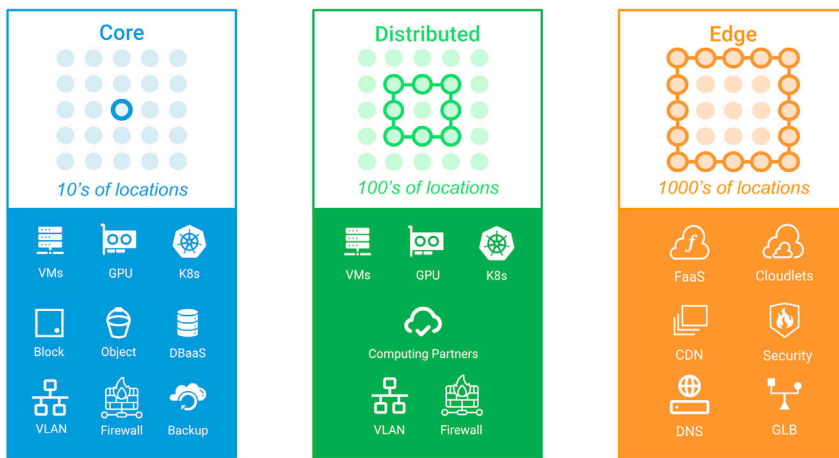 Core
10's of locations
VMs
GPU
K8s
Block
Object
DBaaS
VLAN
Firewall
Backup
Distributed
100's of locations
VMs
GPU
K8s
Computing Partners
VLAN
Firewall
Edge
1000's of locations
f
FaaS
Cloudlets
CDN
Security
DNS
GLB